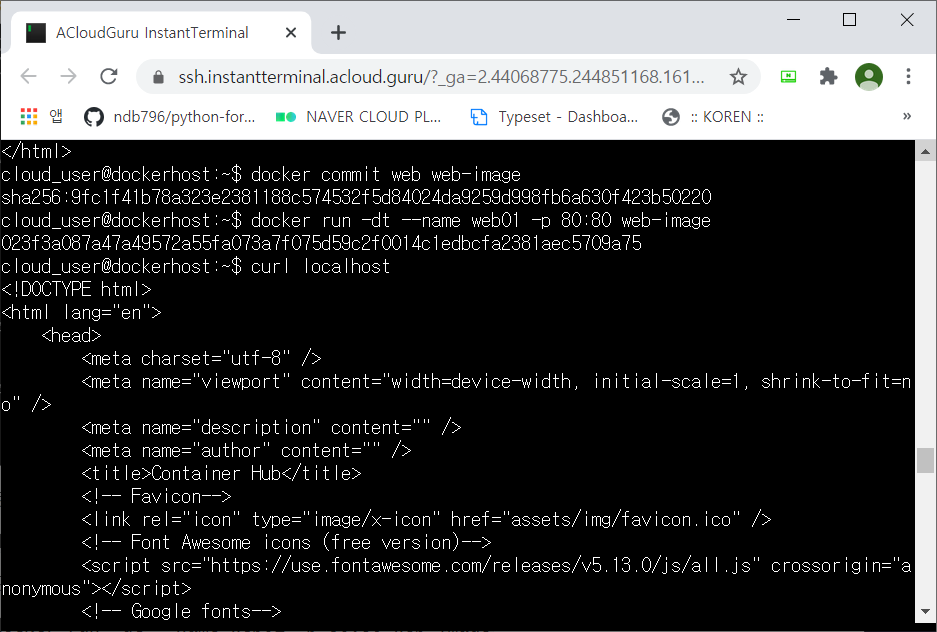 ACloudGuru InstantTerminal
ssh.instantterminal.acloud.guru/?_ga=2.44068775.244851168.161...
앱 ndb796/python-for... NAVER CLOUD PL... Typeset - Dashboa... :: KOREN :: »
</html>
cloud_user@dockerhost:~$ docker commit web web-image
sha256:9fc1f41b78a323e2381188c574532f5d84024da9259d998fb6a630f423b50220
cloud_user@dockerhost:~$ docker run -dt --name web01 -p 80:80 web-image
023f3a087a47a49572a55fa073a7f075d59c2f0014c1edbcfa2381aec5709a75
cloud_user@dockerhost:~$ curl localhost
<!DOCTYPE html>
<html lang="en">
    <head>
        <meta charset="utf-8" />
        <meta name="viewport" content="width=device-width, initial-scale=1, shrink-to-fit=n
o" />
        <meta name="description" content="" />
        <meta name="author" content="" />
        <title>Container Hub</title>
        <!-- Favicon-->
        <link rel="icon" type="image/x-icon" href="assets/img/favicon.ico" />
        <!-- Font Awesome icons (free version)-->
        <script src="https://use.fontawesome.com/releases/v5.13.0/js/all.js" crossorigin="a
nonymous"></script>
        <!-- Google fonts-->